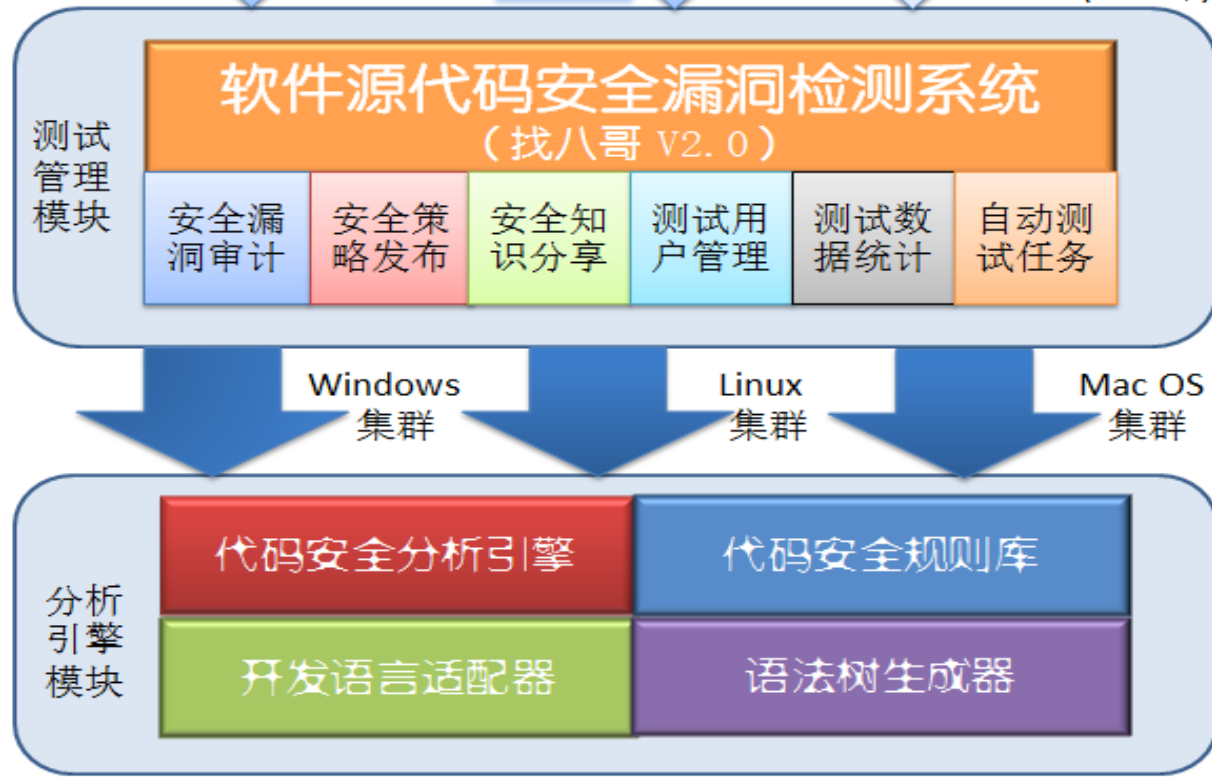 软件源代码安全漏洞检测系统
（找八哥 V2.0）
测试
管理
模块
安全漏
洞审计
安全策
略发布
安全知
识分享
测试用
户管理
测试数
据统计
自动测
试任务
Windows
集群
Linux
集群
Mac OS
集群
代码安全分析引擎
代码安全规则库
分析
引擎
模块
开发语言适配器
语法树生成器